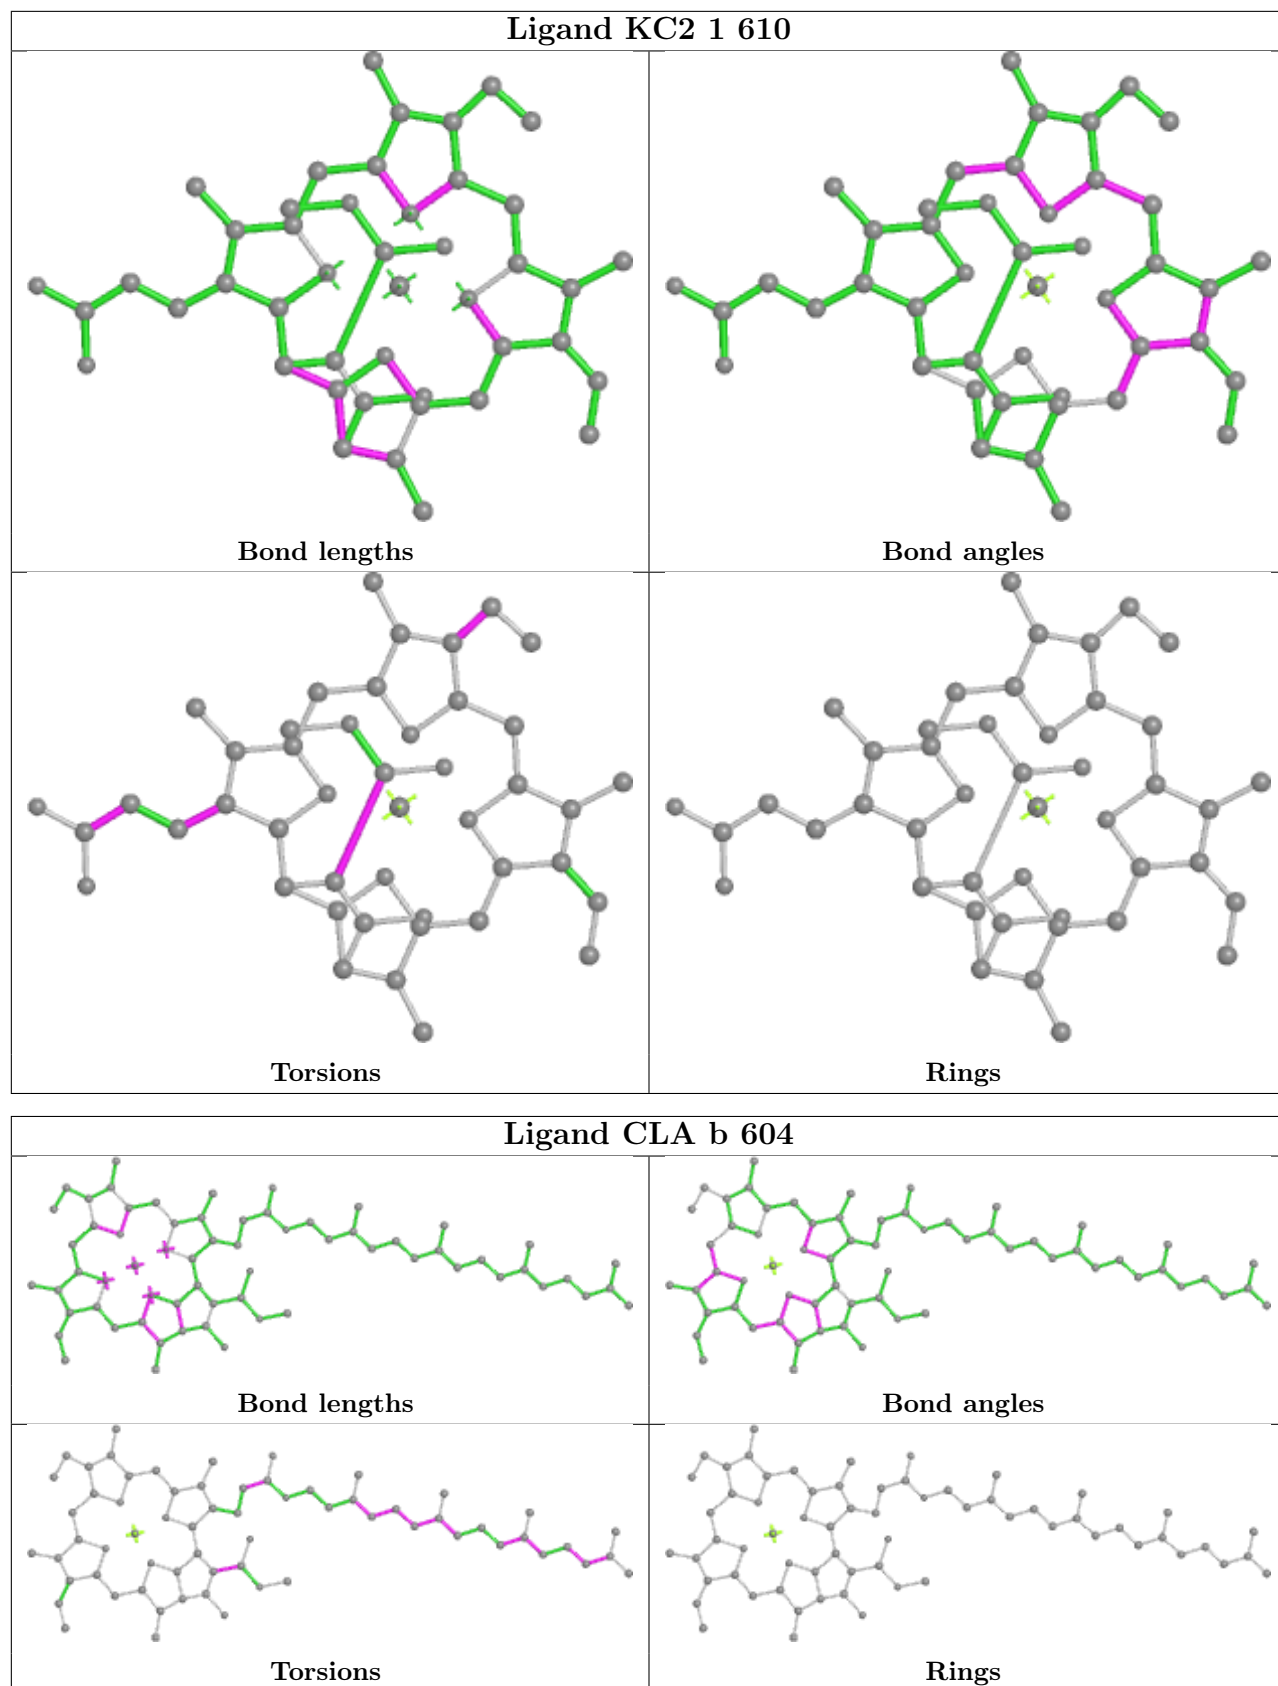 Ligand KC2 1 610
Bond lengths
Bond angles
Torsions
Rings
Ligand CLA b 604
Bond lengths
Bond angles
Torsions
Rings